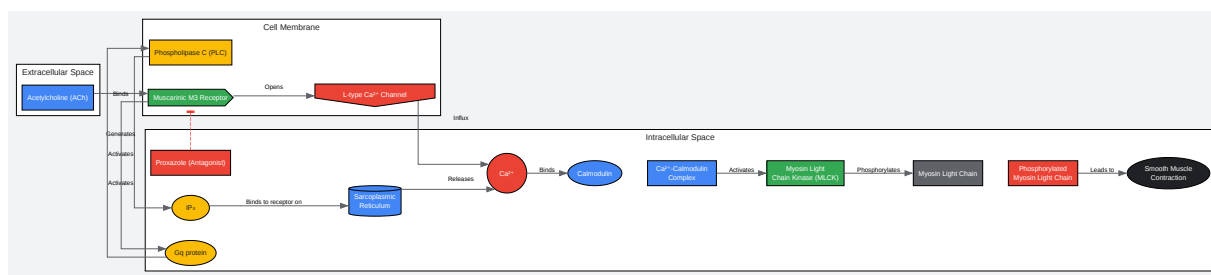 Cell Membrane
Phospholipase C (PLC)
Extracellular Space
Acetylcholine (ACh)
Binds
Muscarinic M3 Receptor
Opens
L-type Ca²⁺ Channel
Influx
Generates
Activates
Activates
Intracellular Space
Proxazole (Antagonist)
Ca²⁺
Binds
Calmodulin
Ca²⁺-Calmodulin
Complex
Activates
Myosin Light
Chain Kinase (MLCK)
Phosphorylates
Myosin Light Chain
Phosphorylated
Myosin Light Chain
Leads to
Smooth Muscle
Contraction
Releases
IP₃
Binds to receptor on
Sarcoplasmic
Reticulum
Gq protein